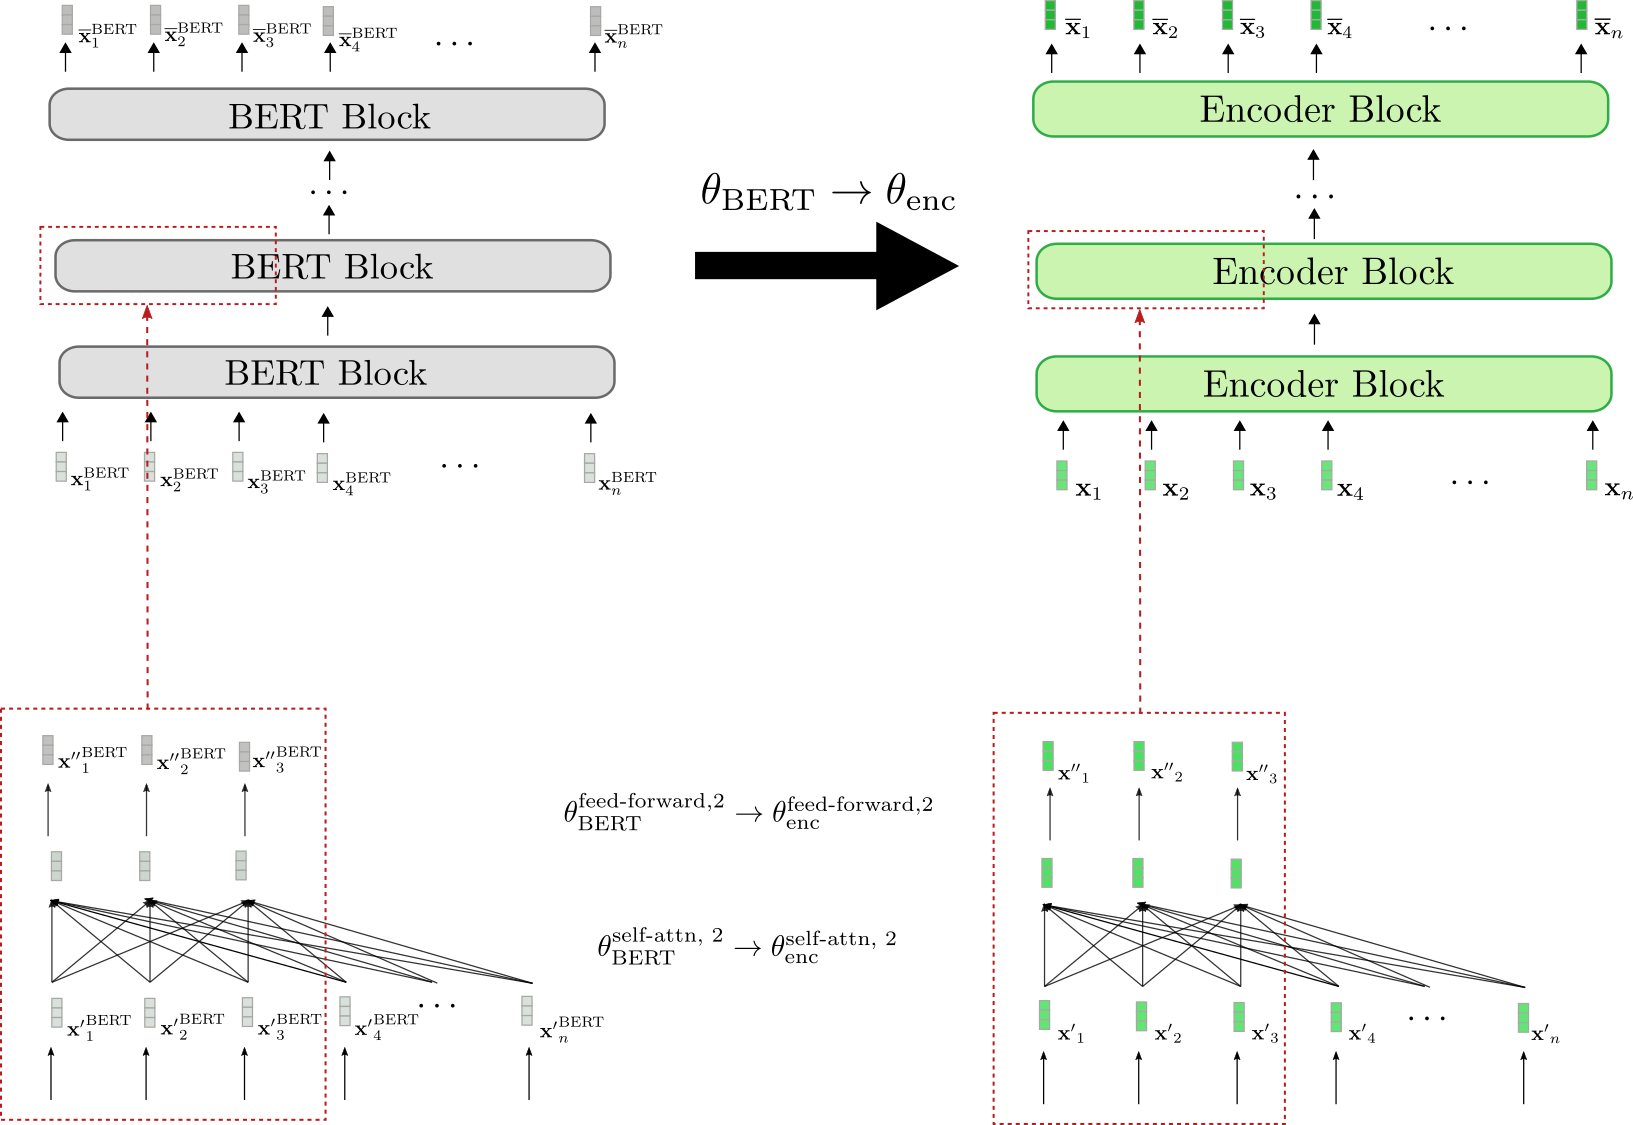 x̅₁^BERT x̅₂^BERT x̅₃^BERT x̅₄^BERT ... x̅ₙ^BERT
BERT Block
...
BERT Block
BERT Block
x₁^BERT x₂^BERT x₃^BERT x₄^BERT ... xₙ^BERT
θ_BERT → θ_enc
x̅₁ x̅₂ x̅₃ x̅₄ ... x̅ₙ
Encoder Block
...
Encoder Block
Encoder Block
x₁ x₂ x₃ x₄ ... xₙ
x″₁^BERT x″₂^BERT x″₃^BERT
x′₁^BERT x′₂^BERT x′₃^BERT x′₄^BERT ... x′ₙ^BERT
θ_BERT^feed-forward,2 → θ_enc^feed-forward,2
θ_BERT^self-attn, 2 → θ_enc^self-attn, 2
x″₁ x″₂ x″₃
x′₁ x′₂ x′₃ x′₄ ... x′ₙ